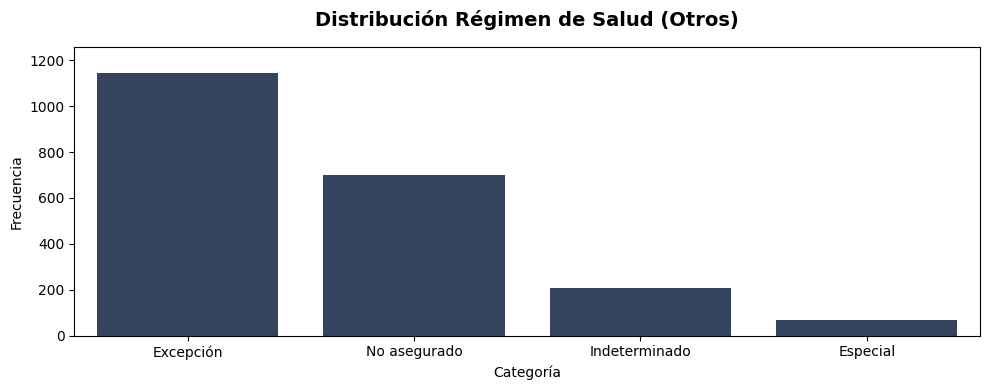 Distribución Régimen de Salud (Otros)
Frecuencia
1200
1000
800
600
400
200
0
Excepción
No asegurado
Indeterminado
Especial
Categoría